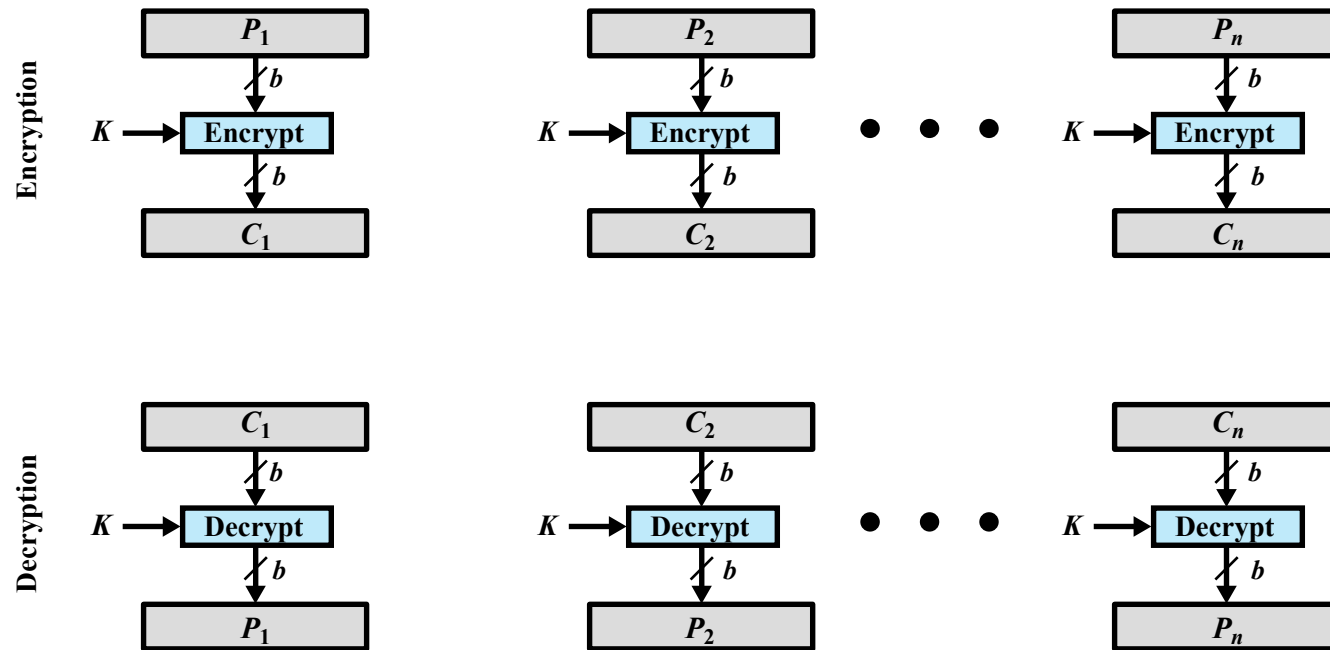 Encryption
P1 P2 Pn
b b b
K Encrypt K Encrypt K Encrypt
b b b
C1 C2 Cn
Decryption
C1 C2 Cn
b b b
K Decrypt K Decrypt K Decrypt
b b b
P1 P2 Pn